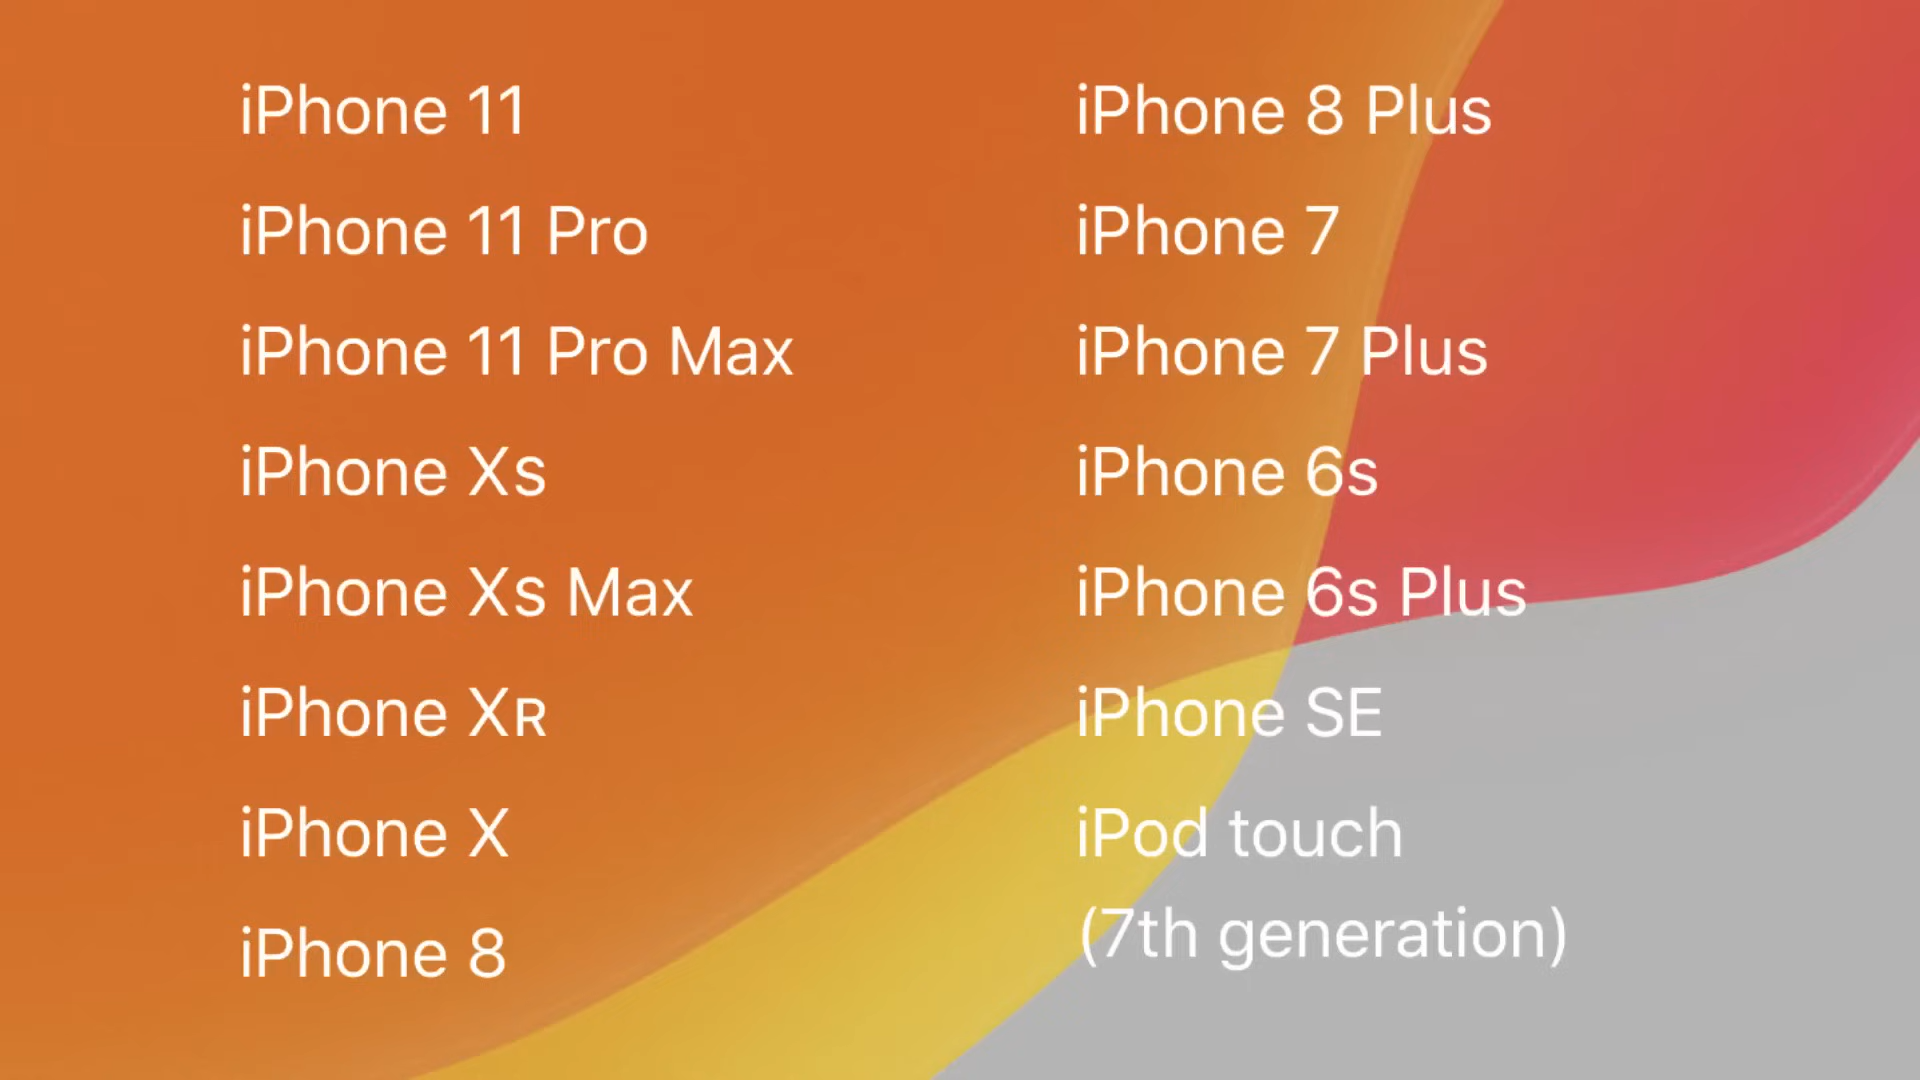 iPhone 11
iPhone 11 Pro
iPhone 11 Pro Max
iPhone Xs
iPhone Xs Max
iPhone XR
iPhone X
iPhone 8
iPhone 8 Plus
iPhone 7
iPhone 7 Plus
iPhone 6s
iPhone 6s Plus
iPhone SE
iPod touch
(7th generation)